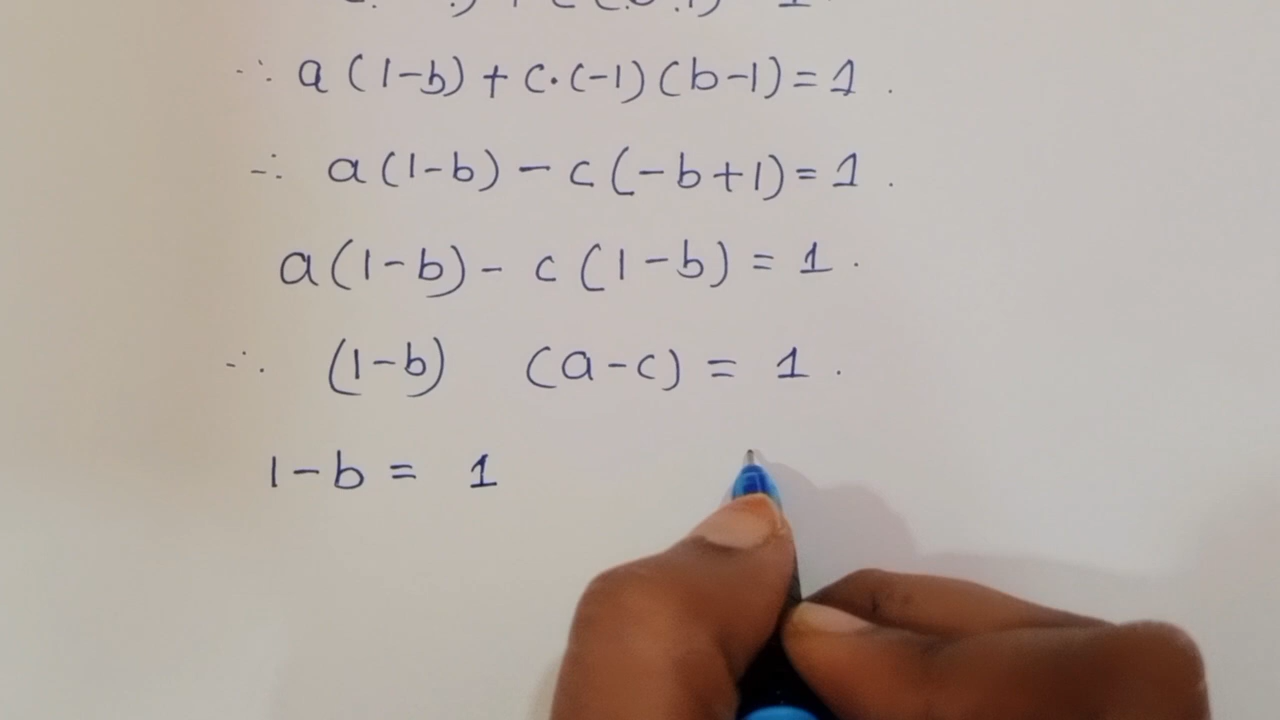 ∴ a(1-b) + c·(-1)(b-1) = 1.
∴ a(1-b) - c(-b+1) = 1.
a(1-b) - c(1-b) = 1.
∴ (1-b) (a-c) = 1.
1-b = 1